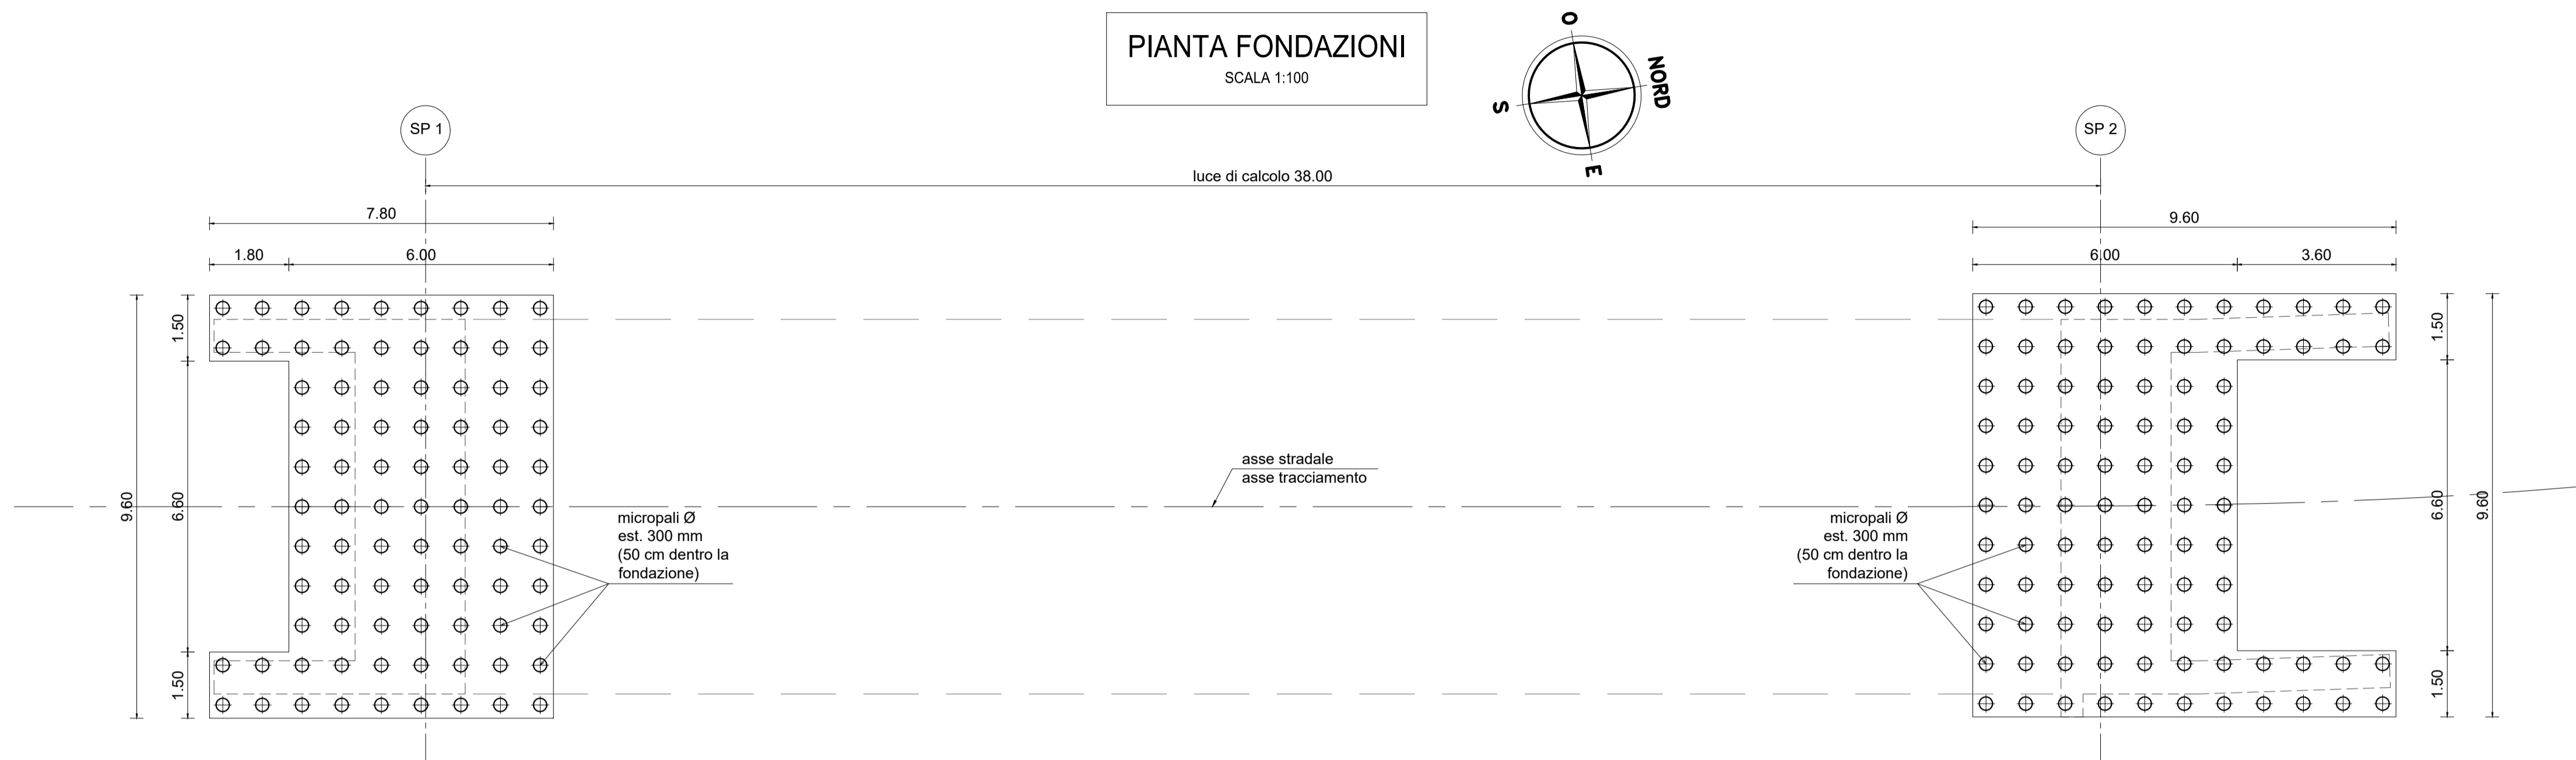 PIANTA FONDAZIONI
SCALA 1:100
O
NORD
S
E
SP 1
SP 2
luce di calcolo 38.00
7.80
1.80
6.00
9.60
6.00
3.60
1.50
6.60
1.50
9.60
asse stradale
asse tracciamento
micropali Ø
est. 300 mm
(50 cm dentro la
fondazione)
micropali Ø
est. 300 mm
(50 cm dentro la
fondazione)
1.50
6.60
1.50
9.60